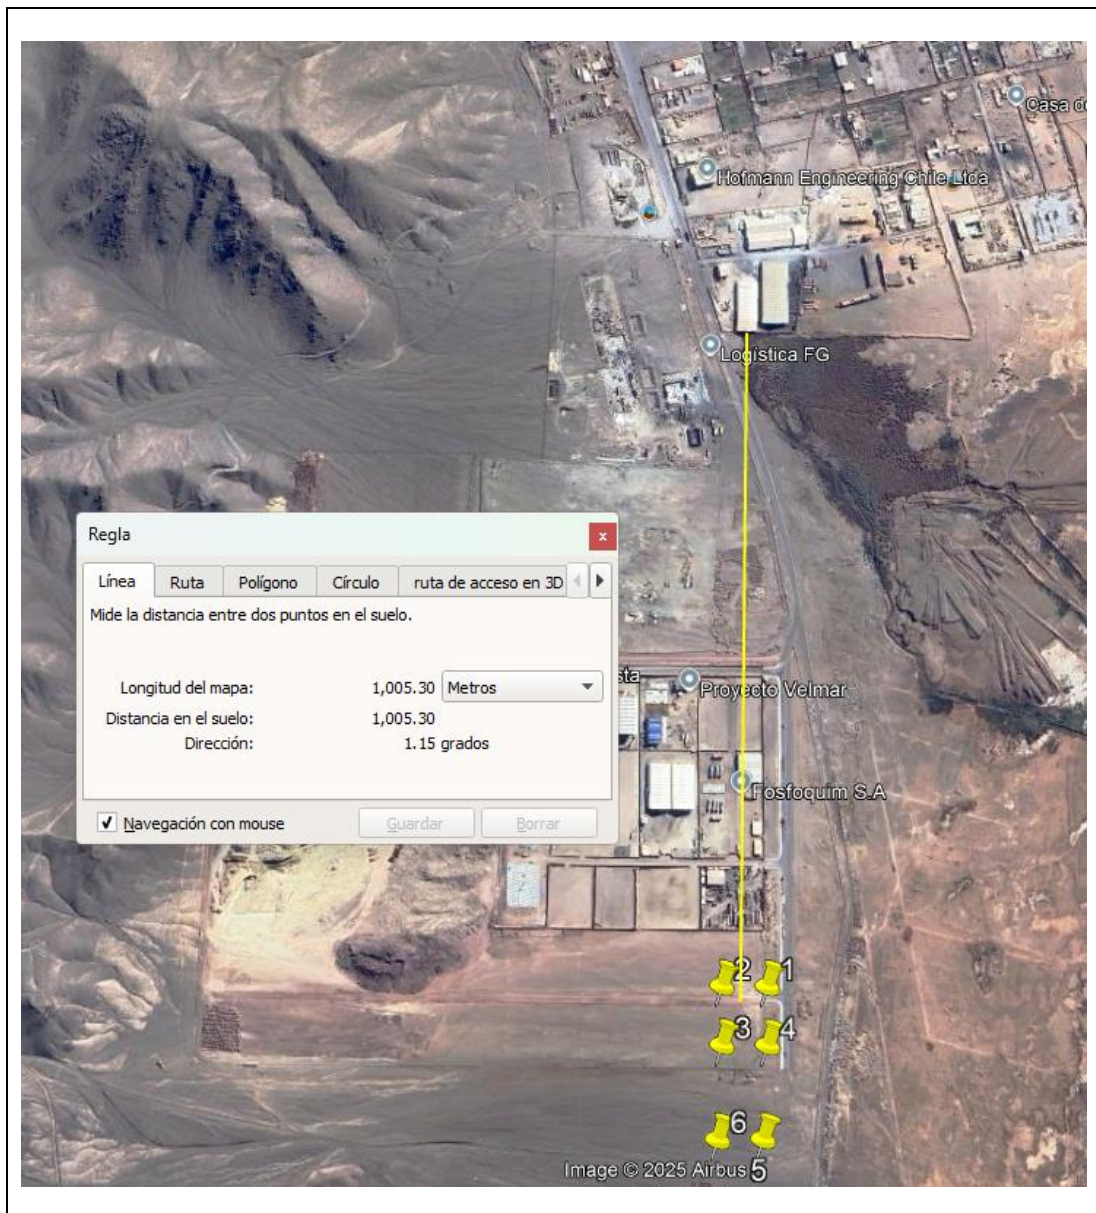 Casa de
Hofmann Engineering Chile Ltda
Logística FG
Regla
x
Línea
Ruta
Polígono
Círculo
ruta de acceso en 3D
Mide la distancia entre dos puntos en el suelo.
Longitud del mapa: 1,005.30 Metros
Distancia en el suelo: 1,005.30
Dirección: 1.15 grados
Navegación con mouse
Guardar
Borrar
sta
Proyecto Velmar
Fosfoquim S.A
2
1
3
4
6
5
Image © 2025 Airbus